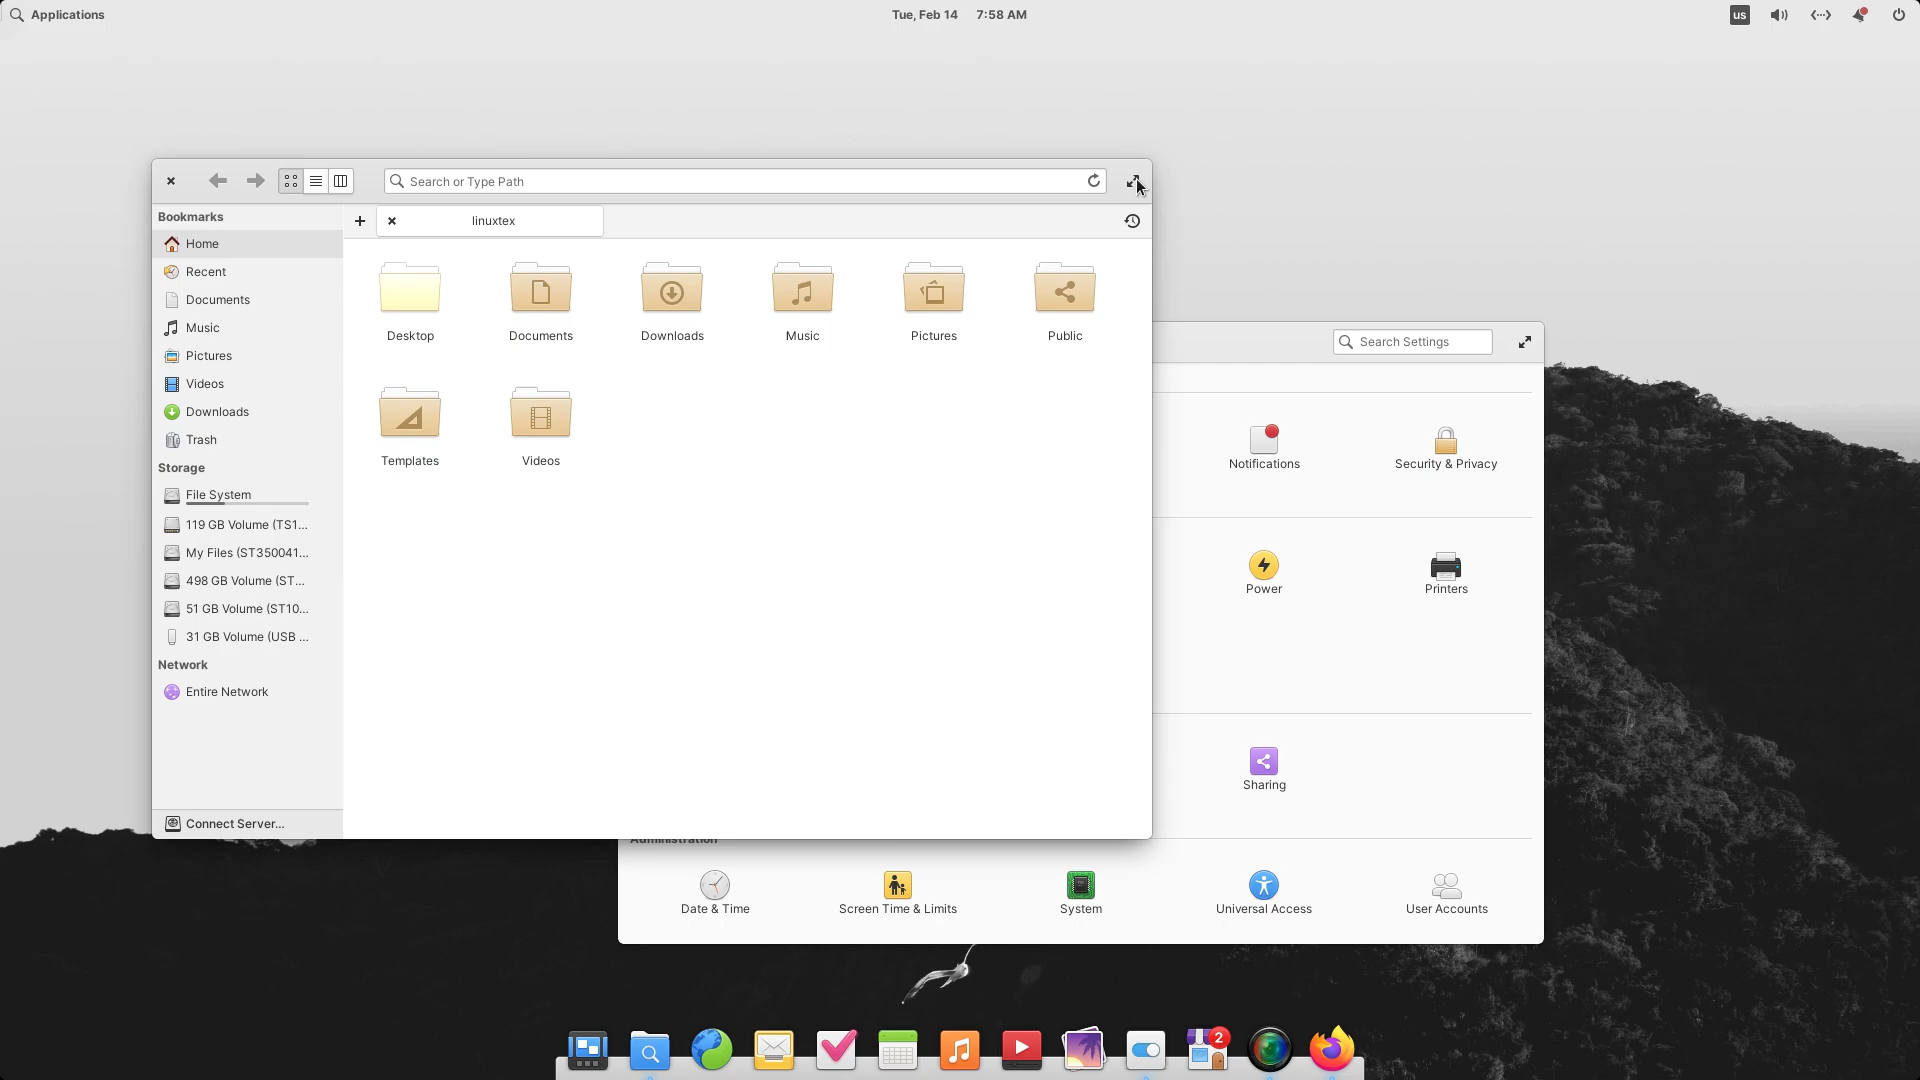 Applications
Tue, Feb 14 7:58 AM
us
Search or Type Path
Bookmarks
linuxtex
Home
Recent
Documents
Music
Pictures
Videos
Downloads
Trash
Storage
File System
119 GB Volume (TS1...
My Files (ST350041...
498 GB Volume (ST...
51 GB Volume (ST10...
31 GB Volume (USB ...
Network
Entire Network
Connect Server...
Desktop
Documents
Downloads
Music
Pictures
Public
Templates
Videos
Search Settings
Notifications
Security & Privacy
Power
Printers
Sharing
Administration
Date & Time
Screen Time & Limits
System
Universal Access
User Accounts
2